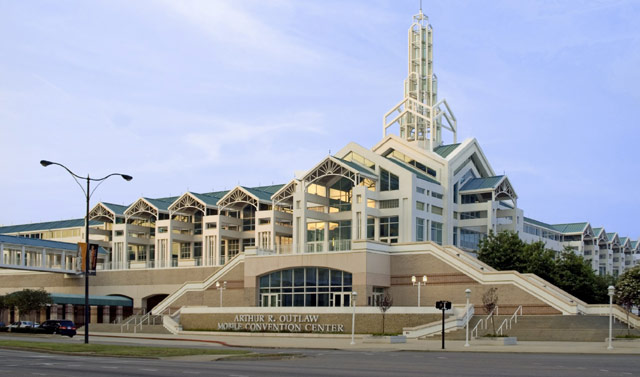 ARTHUR R. OUTLAW
MOBILE CONVENTION CENTER